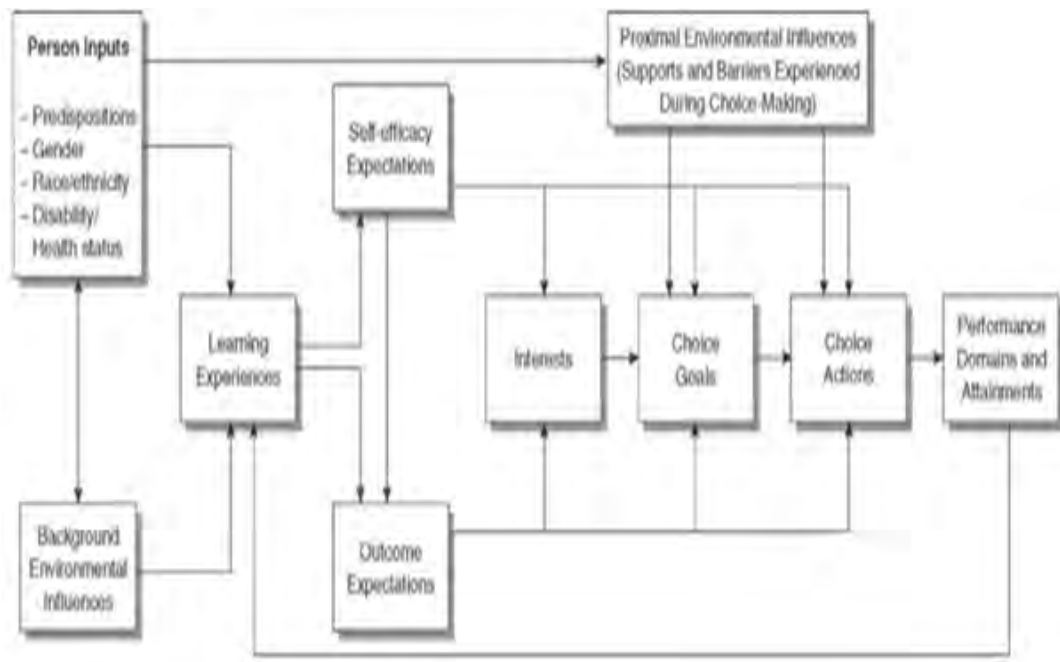 Person Inputs
- Predispositions
- Gender
- Race/ethnicity
- Disability/
Health status
Proximal Environmental Influences
(Supports and Barriers Experienced
During Choice-Making)
Self-efficacy
Expectations
Learning
Experiences
Interests
Choice
Goals
Choice
Actions
Performance
Domains and
Attainments
Background
Environmental
Influences
Outcome
Expectations